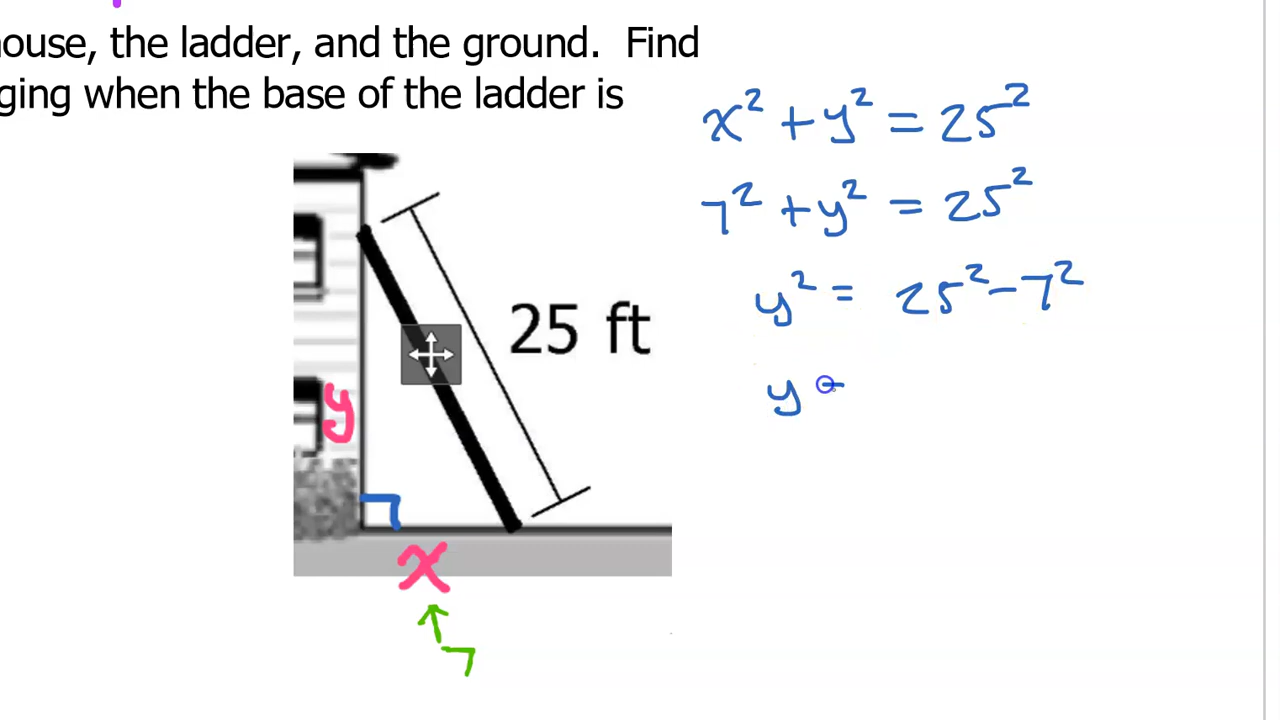 ouse, the ladder, and the ground. Find
ging when the base of the ladder is
x² + y² = 25²
7² + y² = 25²
y² = 25² - 7²
y =
25 ft
y
x
7